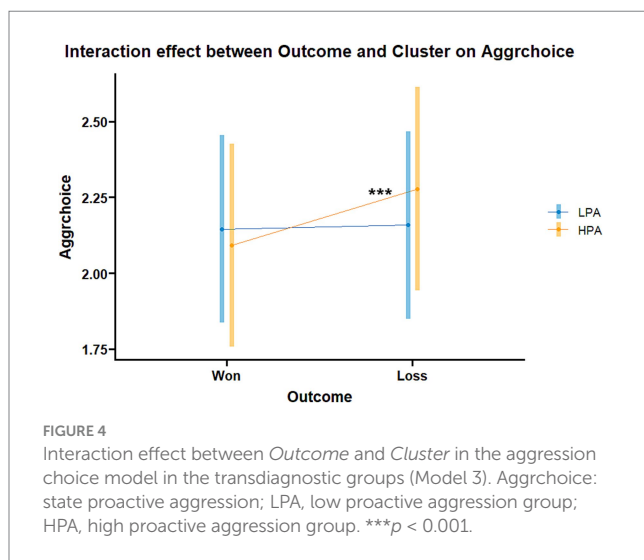 Interaction effect between Outcome and Cluster on Aggrchoice
2.50
2.25
2.00
1.75
Aggrchoice
***
LPA
HPA
Won
Loss
Outcome
FIGURE 4
Interaction effect between Outcome and Cluster in the aggression
choice model in the transdiagnostic groups (Model 3). Aggrchoice:
state proactive aggression; LPA, low proactive aggression group;
HPA, high proactive aggression group. ***p < 0.001.